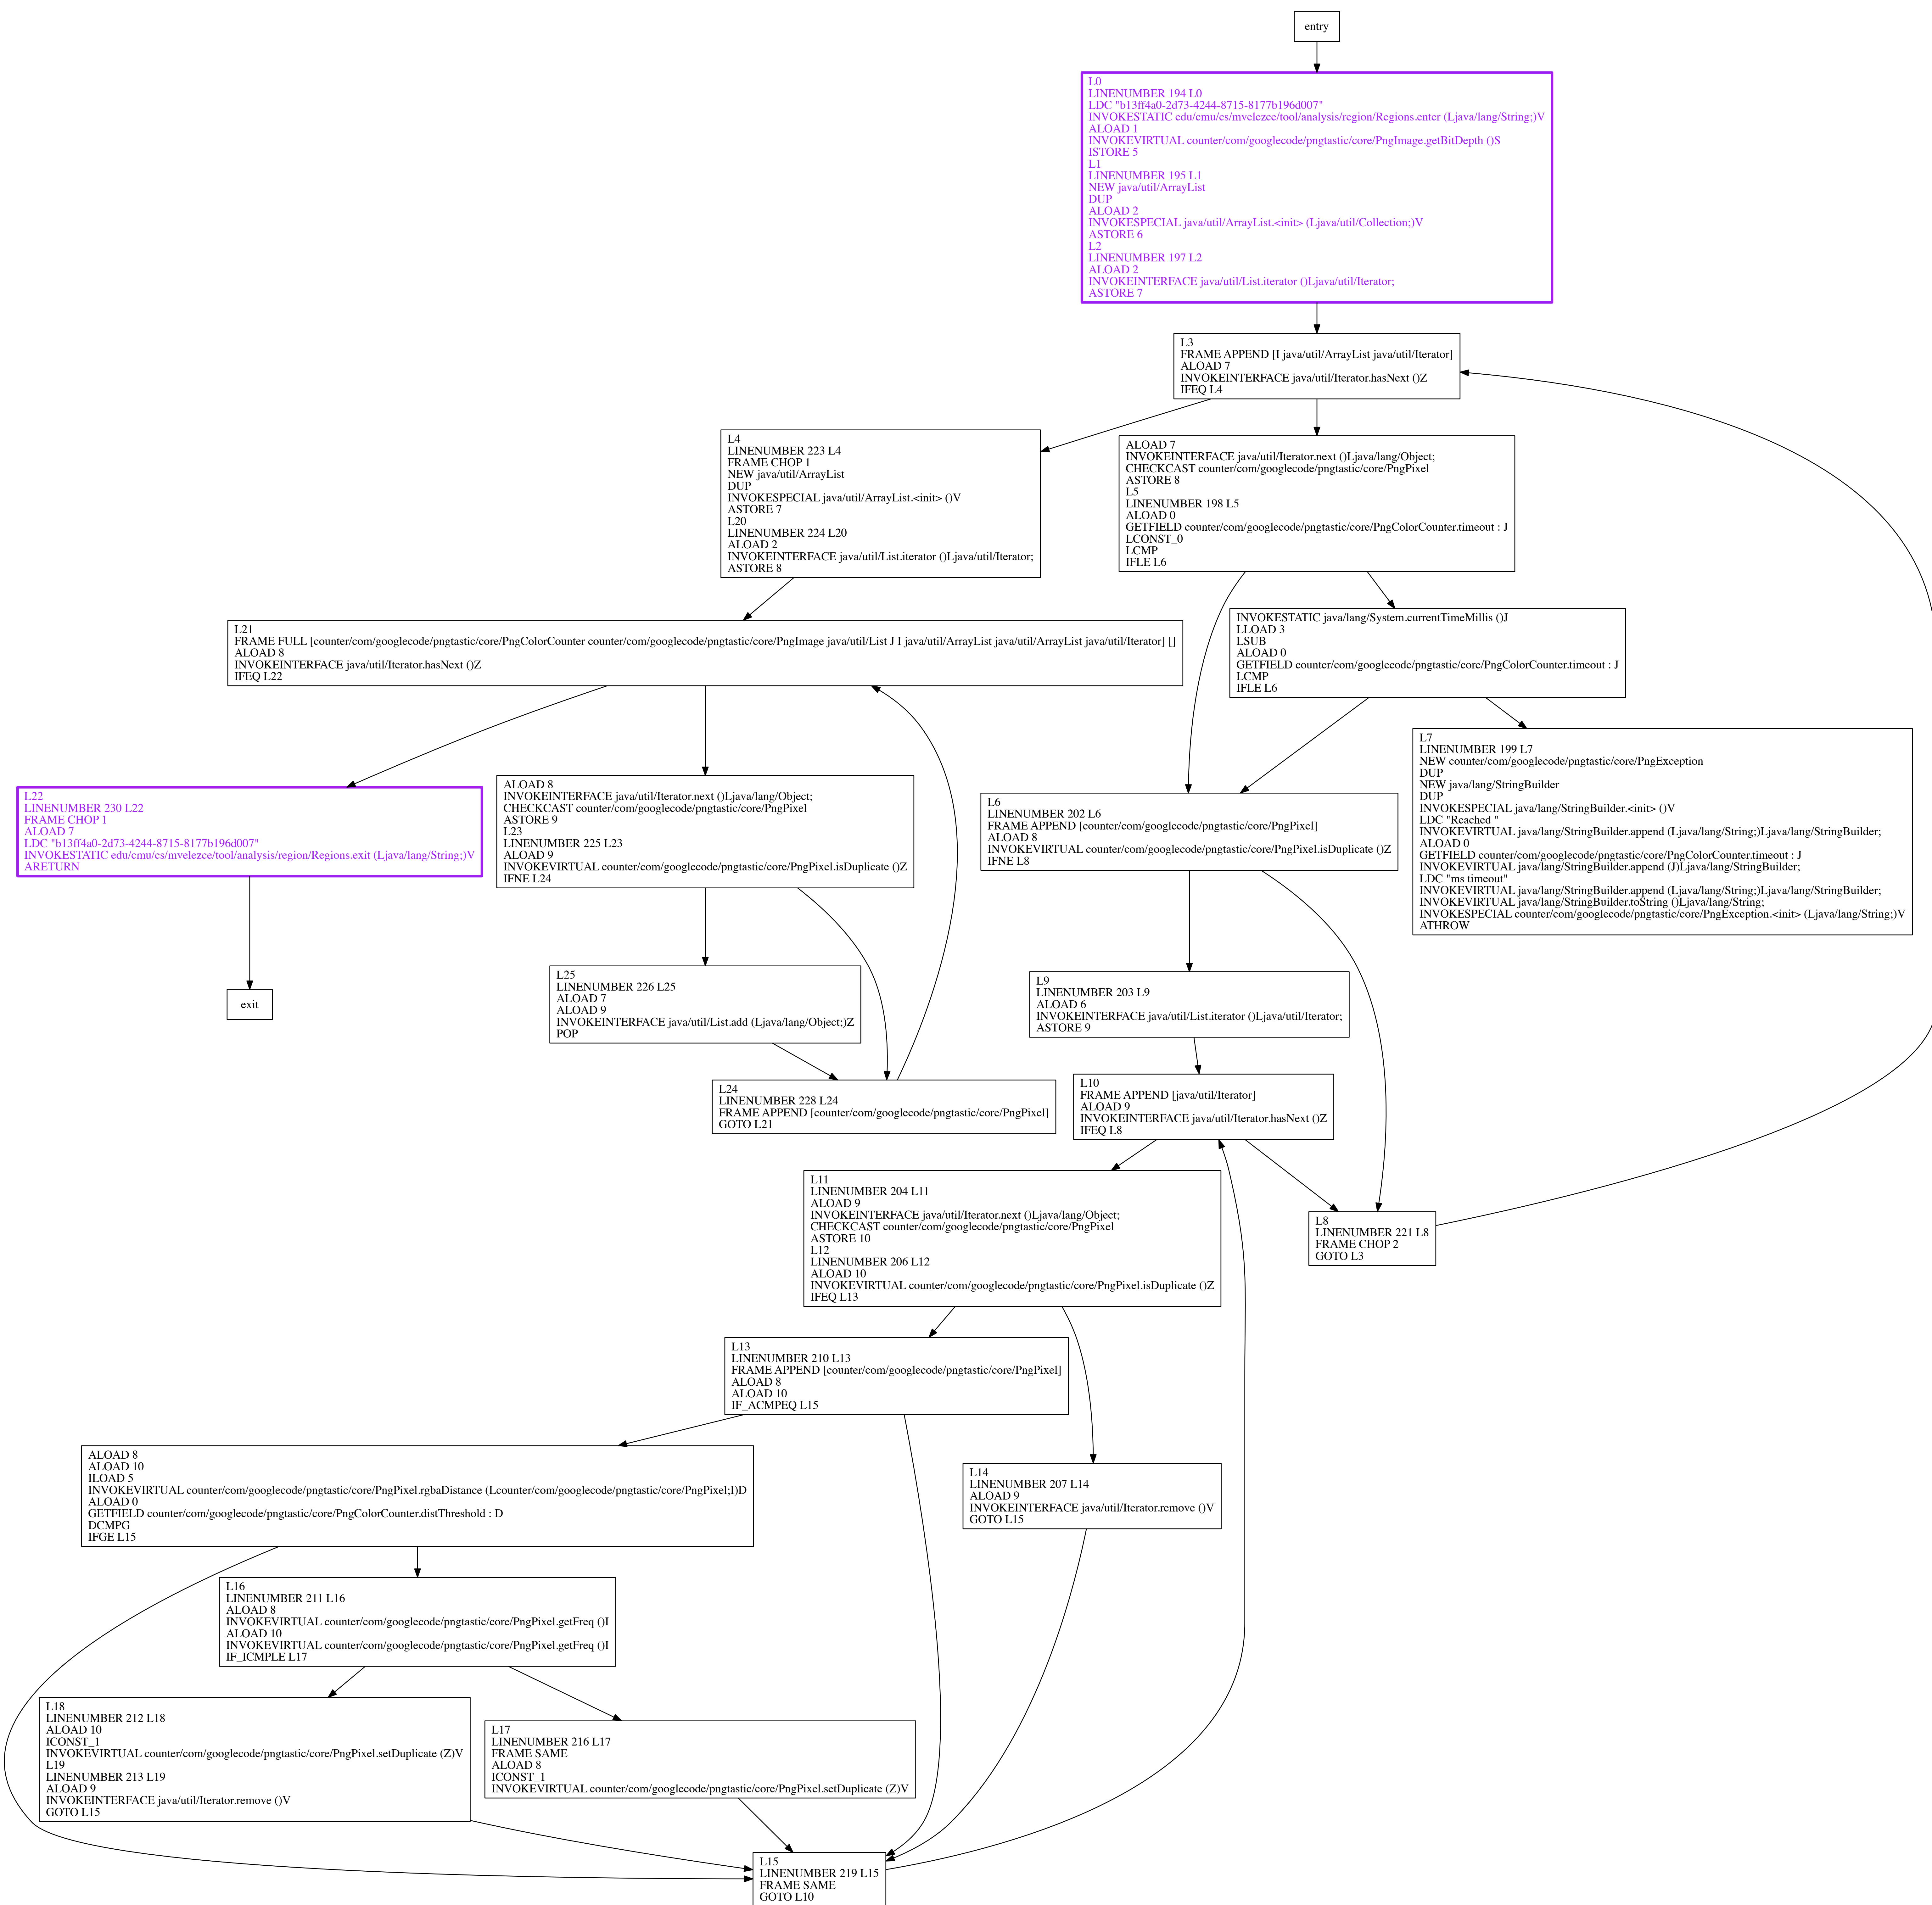 entry
L0
LINENUMBER 194 L0
LDC "b13ff4a0-2d73-4244-8715-8177b196d007"
INVOKESTATIC edu/cmu/cs/mvelezce/tool/analysis/region/Regions.enter (Ljava/lang/String;)V
ALOAD 1
INVOKEVIRTUAL counter/com/googlecode/pngtastic/core/PngImage.getBitDepth ()S
ISTORE 5
L1
LINENUMBER 195 L1
NEW java/util/ArrayList
DUP
ALOAD 2
INVOKESPECIAL java/util/ArrayList.<init> (Ljava/util/Collection;)V
ASTORE 6
L2
LINENUMBER 197 L2
ALOAD 2
INVOKEINTERFACE java/util/List.iterator ()Ljava/util/Iterator;
ASTORE 7
L3
FRAME APPEND [I java/util/ArrayList java/util/Iterator]
ALOAD 7
INVOKEINTERFACE java/util/Iterator.hasNext ()Z
IFEQ L4
L4
LINENUMBER 223 L4
FRAME CHOP 1
NEW java/util/ArrayList
DUP
INVOKESPECIAL java/util/ArrayList.<init> ()V
ASTORE 7
L20
LINENUMBER 224 L20
ALOAD 2
INVOKEINTERFACE java/util/List.iterator ()Ljava/util/Iterator;
ASTORE 8
ALOAD 7
INVOKEINTERFACE java/util/Iterator.next ()Ljava/lang/Object;
CHECKCAST counter/com/googlecode/pngtastic/core/PngPixel
ASTORE 8
L5
LINENUMBER 198 L5
ALOAD 0
GETFIELD counter/com/googlecode/pngtastic/core/PngColorCounter.timeout : J
LCONST_0
LCMP
IFLE L6
INVOKESTATIC java/lang/System.currentTimeMillis ()J
LLOAD 3
LSUB
ALOAD 0
GETFIELD counter/com/googlecode/pngtastic/core/PngColorCounter.timeout : J
LCMP
IFLE L6
L21
FRAME FULL [counter/com/googlecode/pngtastic/core/PngColorCounter counter/com/googlecode/pngtastic/core/PngImage java/util/List J I java/util/ArrayList java/util/ArrayList java/util/Iterator] []
ALOAD 8
INVOKEINTERFACE java/util/Iterator.hasNext ()Z
IFEQ L22
L7
LINENUMBER 199 L7
NEW counter/com/googlecode/pngtastic/core/PngException
DUP
NEW java/lang/StringBuilder
DUP
INVOKESPECIAL java/lang/StringBuilder.<init> ()V
LDC "Reached "
INVOKEVIRTUAL java/lang/StringBuilder.append (Ljava/lang/String;)Ljava/lang/StringBuilder;
ALOAD 0
GETFIELD counter/com/googlecode/pngtastic/core/PngColorCounter.timeout : J
INVOKEVIRTUAL java/lang/StringBuilder.append (J)Ljava/lang/StringBuilder;
LDC "ms timeout"
INVOKEVIRTUAL java/lang/StringBuilder.append (Ljava/lang/String;)Ljava/lang/StringBuilder;
INVOKEVIRTUAL java/lang/StringBuilder.toString ()Ljava/lang/String;
INVOKESPECIAL counter/com/googlecode/pngtastic/core/PngException.<init> (Ljava/lang/String;)V
ATHROW
L22
LINENUMBER 230 L22
FRAME CHOP 1
ALOAD 7
LDC "b13ff4a0-2d73-4244-8715-8177b196d007"
INVOKESTATIC edu/cmu/cs/mvelezce/tool/analysis/region/Regions.exit (Ljava/lang/String;)V
ARETURN
ALOAD 8
INVOKEINTERFACE java/util/Iterator.next ()Ljava/lang/Object;
CHECKCAST counter/com/googlecode/pngtastic/core/PngPixel
ASTORE 9
L23
LINENUMBER 225 L23
ALOAD 9
INVOKEVIRTUAL counter/com/googlecode/pngtastic/core/PngPixel.isDuplicate ()Z
IFNE L24
L6
LINENUMBER 202 L6
FRAME APPEND [counter/com/googlecode/pngtastic/core/PngPixel]
ALOAD 8
INVOKEVIRTUAL counter/com/googlecode/pngtastic/core/PngPixel.isDuplicate ()Z
IFNE L8
exit
L25
LINENUMBER 226 L25
ALOAD 7
ALOAD 9
INVOKEINTERFACE java/util/List.add (Ljava/lang/Object;)Z
POP
L9
LINENUMBER 203 L9
ALOAD 6
INVOKEINTERFACE java/util/List.iterator ()Ljava/util/Iterator;
ASTORE 9
L24
LINENUMBER 228 L24
FRAME APPEND [counter/com/googlecode/pngtastic/core/PngPixel]
GOTO L21
L10
FRAME APPEND [java/util/Iterator]
ALOAD 9
INVOKEINTERFACE java/util/Iterator.hasNext ()Z
IFEQ L8
L11
LINENUMBER 204 L11
ALOAD 9
INVOKEINTERFACE java/util/Iterator.next ()Ljava/lang/Object;
CHECKCAST counter/com/googlecode/pngtastic/core/PngPixel
ASTORE 10
L12
LINENUMBER 206 L12
ALOAD 10
INVOKEVIRTUAL counter/com/googlecode/pngtastic/core/PngPixel.isDuplicate ()Z
IFEQ L13
L8
LINENUMBER 221 L8
FRAME CHOP 2
GOTO L3
L13
LINENUMBER 210 L13
FRAME APPEND [counter/com/googlecode/pngtastic/core/PngPixel]
ALOAD 8
ALOAD 10
IF_ACMPEQ L15
ALOAD 8
ALOAD 10
ILOAD 5
INVOKEVIRTUAL counter/com/googlecode/pngtastic/core/PngPixel.rgbaDistance (Lcounter/com/googlecode/pngtastic/core/PngPixel;I)D
ALOAD 0
GETFIELD counter/com/googlecode/pngtastic/core/PngColorCounter.distThreshold : D
DCMPG
IFGE L15
L14
LINENUMBER 207 L14
ALOAD 9
INVOKEINTERFACE java/util/Iterator.remove ()V
GOTO L15
L16
LINENUMBER 211 L16
ALOAD 8
INVOKEVIRTUAL counter/com/googlecode/pngtastic/core/PngPixel.getFreq ()I
ALOAD 10
INVOKEVIRTUAL counter/com/googlecode/pngtastic/core/PngPixel.getFreq ()I
IF_ICMPLE L17
L18
LINENUMBER 212 L18
ALOAD 10
ICONST_1
INVOKEVIRTUAL counter/com/googlecode/pngtastic/core/PngPixel.setDuplicate (Z)V
L19
LINENUMBER 213 L19
ALOAD 9
INVOKEINTERFACE java/util/Iterator.remove ()V
GOTO L15
L17
LINENUMBER 216 L17
FRAME SAME
ALOAD 8
ICONST_1
INVOKEVIRTUAL counter/com/googlecode/pngtastic/core/PngPixel.setDuplicate (Z)V
L15
LINENUMBER 219 L15
FRAME SAME
GOTO L10